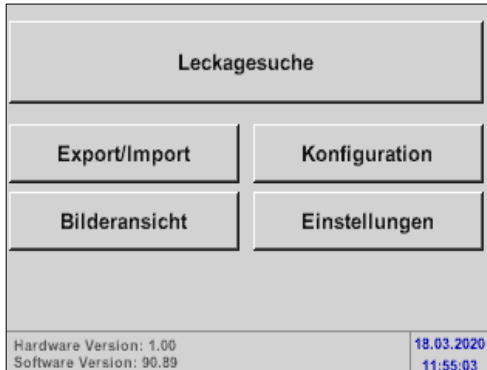 Leckagesuche
Export/Import
Konfiguration
Bilderansicht
Einstellungen
Hardware Version: 1.00
Software Version: 90.89
18.03.2020
11:55:03